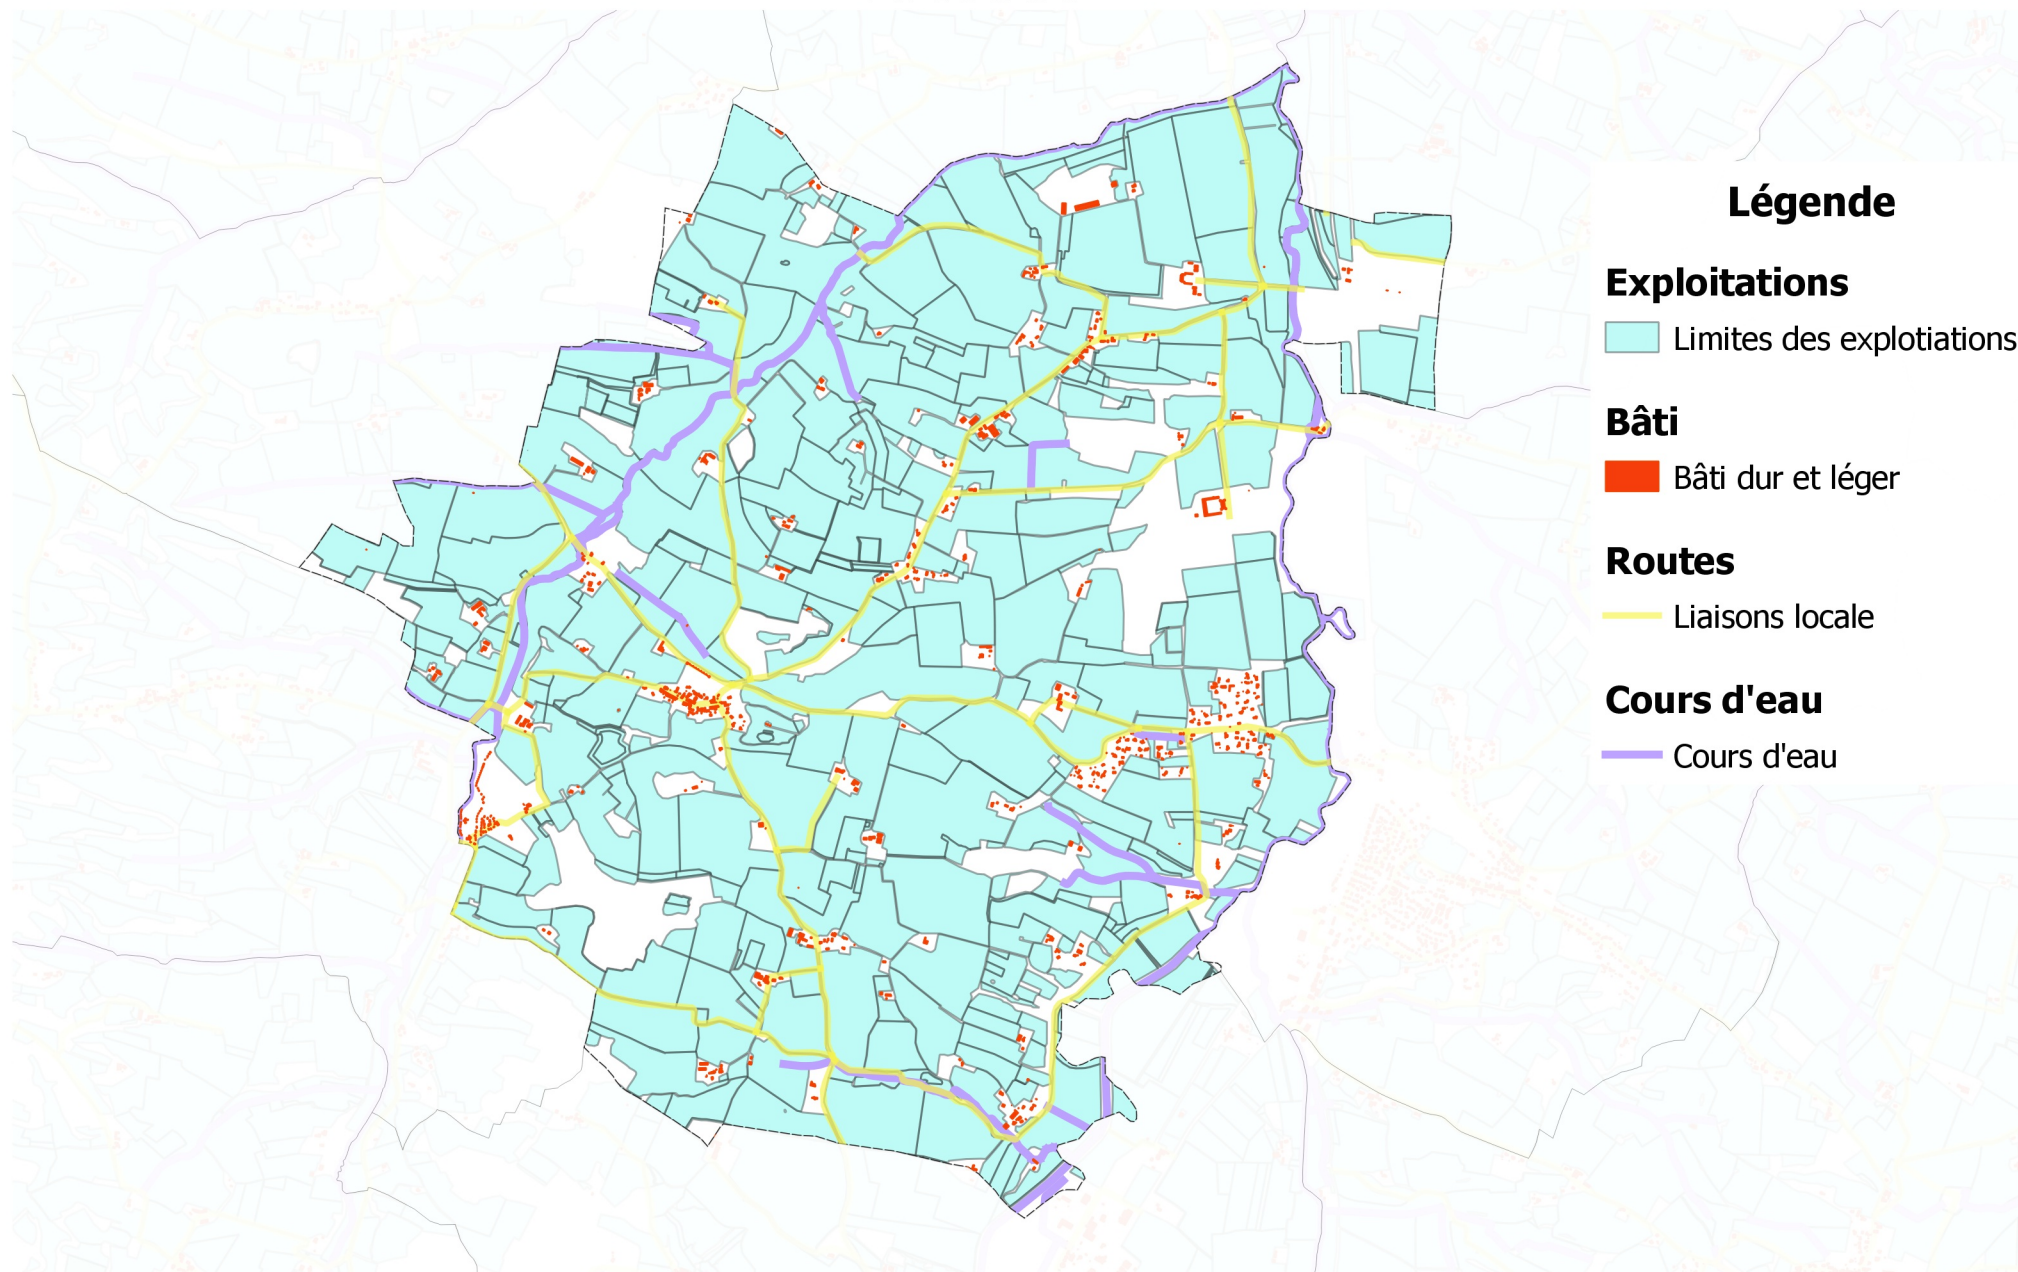 Légende
Exploitations
Limites des explotiations
Bâti
Bâti dur et léger
Routes
Liaisons locale
Cours d'eau
Cours d'eau